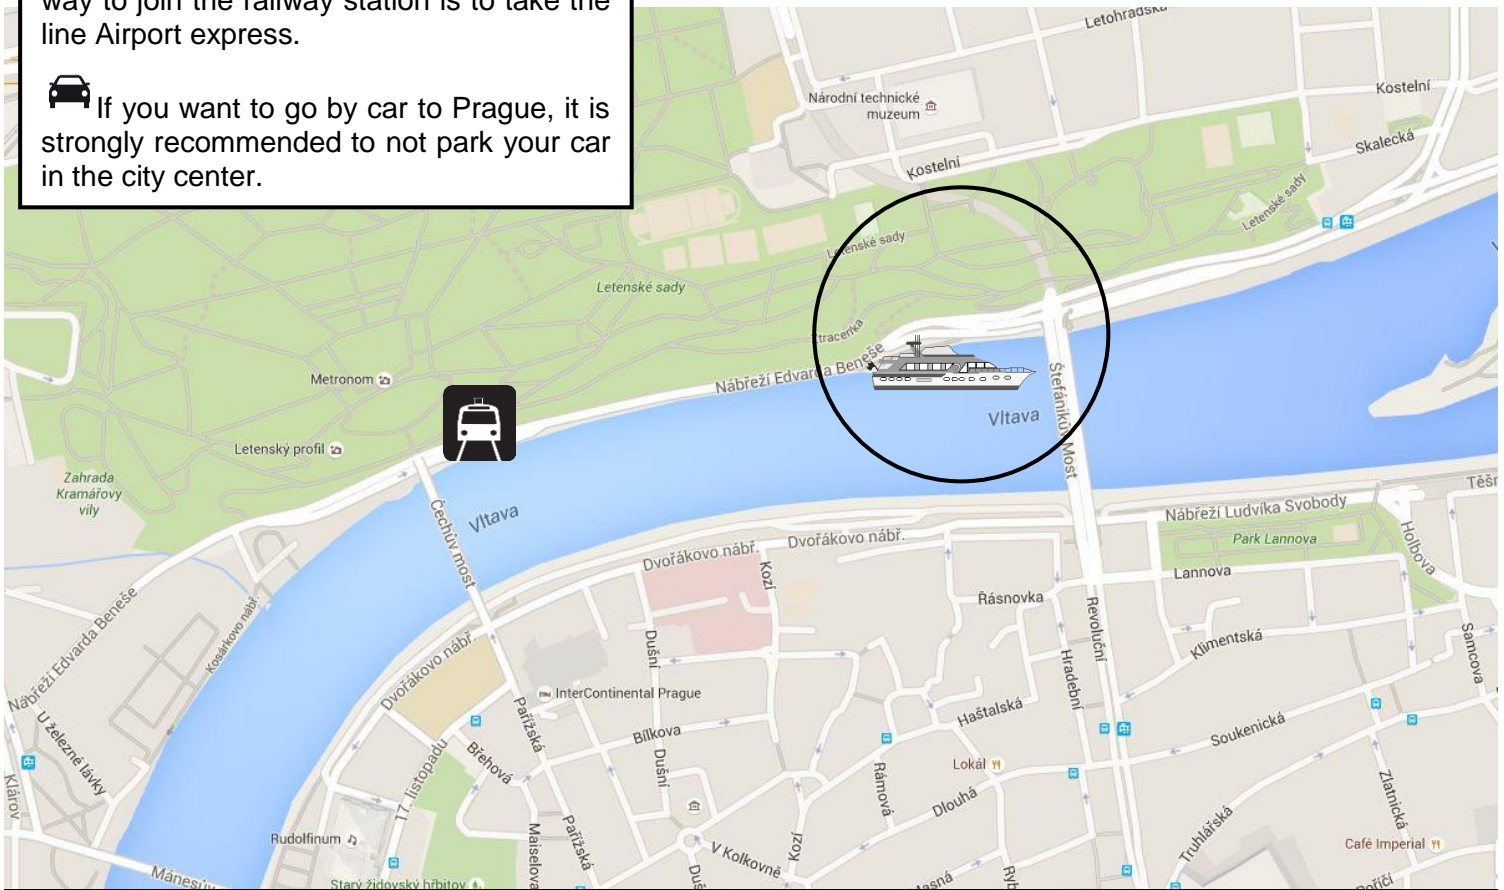 way to join the railway station is to take the
line Airport express.
If you want to go by car to Prague, it is
strongly recommended to not park your car
in the city center.
Letohradská
Kostelní
Národní technické
muzeum
Skalecká
Kostelní
Letenské sady
Letenské sady
Letenské sady
Ztracenka
Metronom
Nábřeží Edvarda Beneše
Vltava
Štefánikův Most
Letenský profil
Zahrada
Kramářovy
vily
Čechův most
Vltava
Nábřeží Ludvíka Svobody
Park Lannova
Holbova
Dvořákovo nábř.
Dvořákovo nábř.
Kozí
Lannova
Řásnovka
Revoluční
Nábřeží Edvarda Beneše
Kosárkovo nábř.
Dvořákovo nábř.
Dušní
Hradební
Klimentská
Samcova
InterContinental Prague
Pařížská
Haštalská
Soukenická
U železné lávky
Bílkova
Břehová
17. listopadu
Dušní
Lokál
Rámová
Dlouhá
Zlatnická
Klárov
Rudolfinum
Maiselova
Pařížská
V Kolkovně
Kozí
Truhlářská
Café Imperial
Starý židovský hřbitov